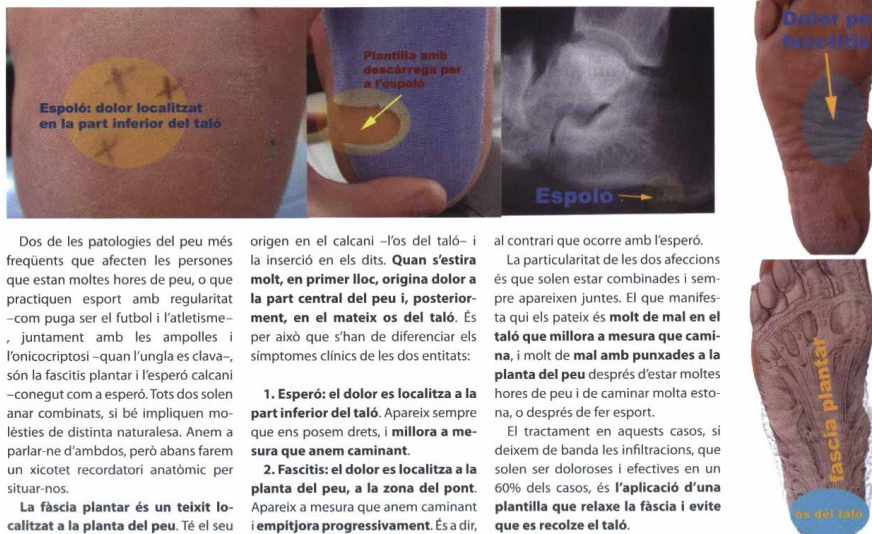 Espoló: dolor localitzat
en la part inferior del taló
Plantilla amb
descàrrega per
a l'espoló
Espoló
Dolor pe
fasctitis
Dos de les patologies del peu més
freqüents que afecten les persones
que estan moltes hores de peu, o que
practiquen esport amb regularitat
–com puga ser el futbol i l'atletisme–
, juntament amb les ampolles i
l'onicocriptosi –quan l'ungla es clava–,
són la fascitis plantar i l'esperó calcani
–conegut com a esperó. Tots dos solen
anar combinats, si bé impliquen mo-
lèsties de distinta naturalesa. Anem a
parlar-ne d'ambdos, però abans farem
un xicotet recordatori anatòmic per
situar-nos.
La fàscia plantar és un teixit lo-
calitzat a la planta del peu. Té el seu
origen en el calcani –l'os del taló– i
la inserció en els dits. Quan s'estira
molt, en primer lloc, origina dolor a
la part central del peu i, posterior-
ment, en el mateix os del taló. És
per això que s'han de diferenciar els
símptomes clínics de les dos entitats:
1. Esperó: el dolor es localitza a la
part inferior del taló. Apareix sempre
que ens posem drets, i millora a me-
sura que anem caminant.
2. Fascitis: el dolor es localitza a la
planta del peu, a la zona del pont.
Apareix a mesura que anem caminant
i empitjora progressivament. És a dir,
al contrari que ocorre amb l'esperó.
La particularitat de les dos afeccions
és que solen estar combinades i sem-
pre apareixen juntes. El que manifes-
ta qui els pateix és molt de mal en el
taló que millora a mesura que cami-
na, i molt de mal amb punxades a la
planta del peu després d'estar moltes
hores de peu i de caminar molta esto-
na, o després de fer esport.
El tractament en aquests casos, si
deixem de banda les infiltracions, que
solen ser doloroses i efectives en un
60% dels casos, és l'aplicació d'una
plantilla que relaxe la fàscia i evite
que es recolze el taló.
fascia plantar
os del taló